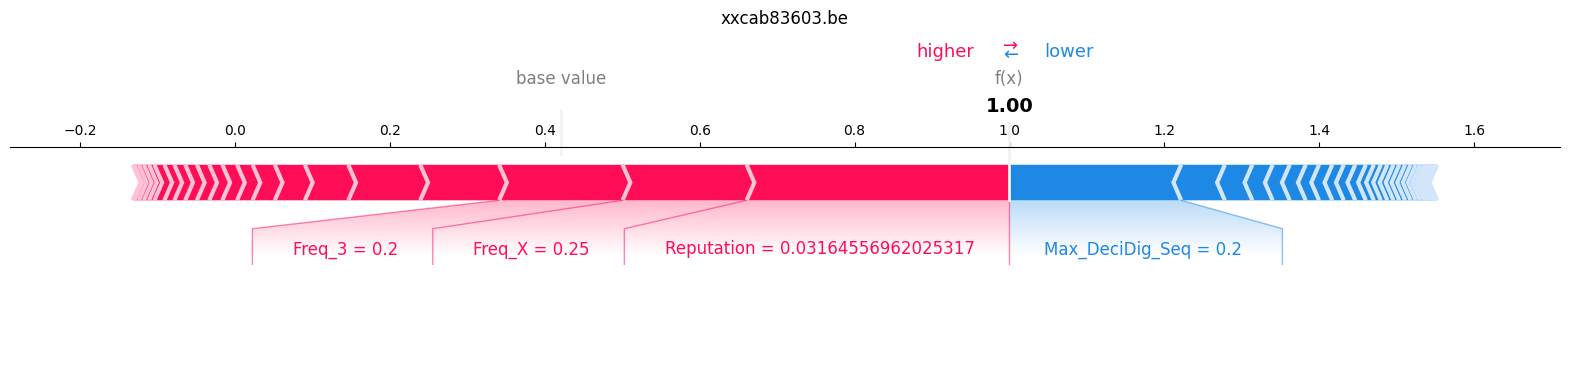 xxcab83603.be
higher ⇄ lower
base value f(x)
1.00
−0.2 0.0 0.2 0.4 0.6 0.8 1.0 1.2 1.4 1.6
Freq_3 = 0.2 Freq_X = 0.25 Reputation = 0.03164556962025317 Max_DeciDig_Seq = 0.2